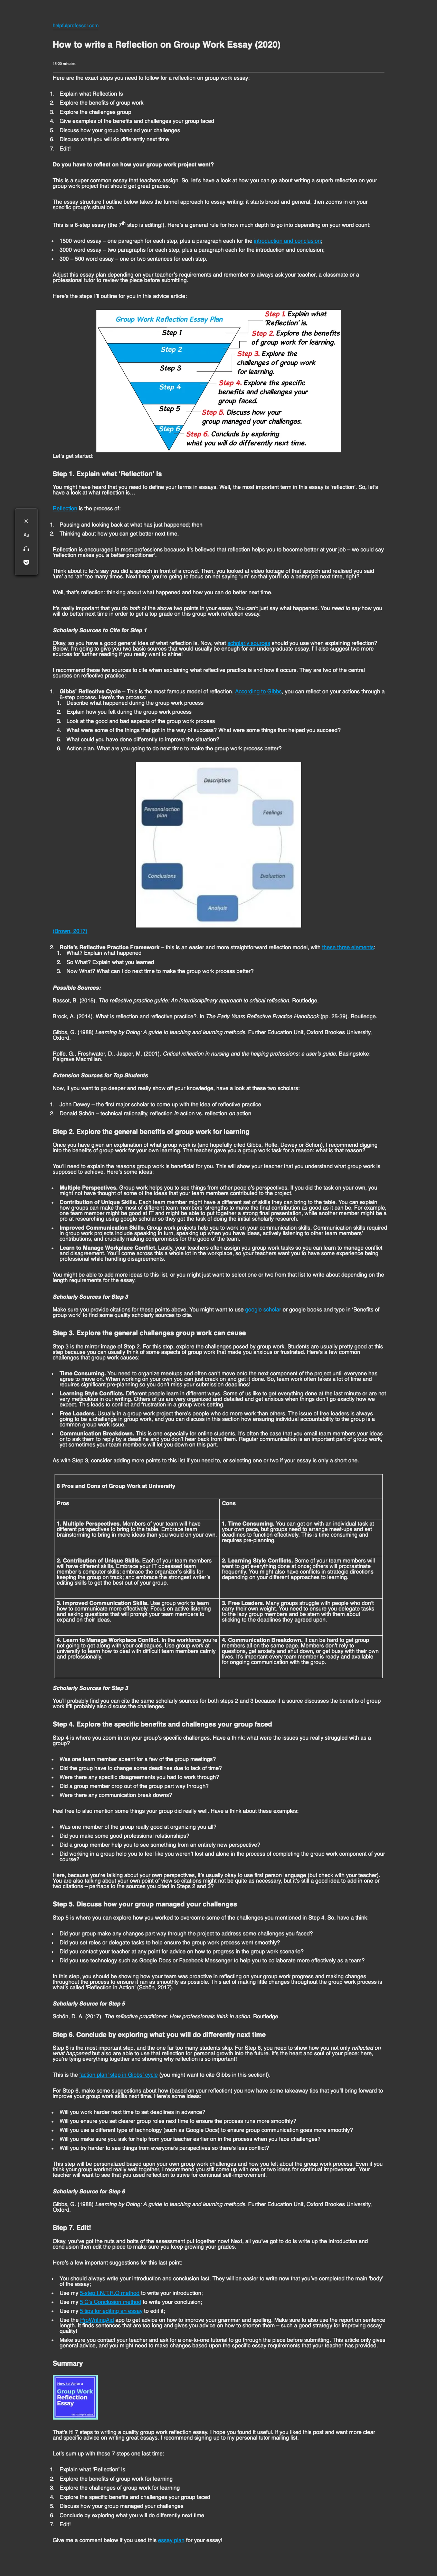 helpfulprofessor.com
How to write a Reflection on Group Work Essay (2020)
15-20 minutes
Here are the exact steps you need to follow for a reflection on group work essay:
1. Explain what Reflection Is
2. Explore the benefits of group work
3. Explore the challenges group
4. Give examples of the benefits and challenges your group faced
5. Discuss how your group handled your challenges
6. Discuss what you will do differently next time
7. Edit!
Do you have to reflect on how your group work project went?
This is a super common essay that teachers assign. So, let's have a look at how you can go about writing a superb reflection on your
group work project that should get great grades.
The essay structure I outline below takes the funnel approach to essay writing: it starts broad and general, then zooms in on your
specific group's situation.
This is a 6-step essay (the 7th step is editing!). Here's a general rule for how much depth to go into depending on your word count:
• 1500 word essay – one paragraph for each step, plus a paragraph each for the introduction and conclusion;
• 3000 word essay – two paragraphs for each step, plus a paragraph each for the introduction and conclusion;
• 300 – 500 word essay – one or two sentences for each step.
Adjust this essay plan depending on your teacher's requirements and remember to always ask your teacher, a classmate or a
professional tutor to review the piece before submitting.
Here's the steps I'll outline for you in this advice article:
Group Work Reflection Essay Plan
Step 1
Step 2
Step 3
Step 4
Step 5
Step 6
Step 1. Explain what
'Reflection' is.
Step 2. Explore the benefits
of group work for learning.
Step 3. Explore the
challenges of group work
for learning.
Step 4. Explore the specific
benefits and challenges your
group faced.
Step 5. Discuss how your
group managed your challenges.
Step 6. Conclude by exploring
what you will do differently next time.
Let's get started:
Step 1. Explain what 'Reflection' Is
You might have heard that you need to define your terms in essays. Well, the most important term in this essay is 'reflection'. So, let's
have a look at what reflection is…
Reflection is the process of:
1. Pausing and looking back at what has just happened; then
2. Thinking about how you can get better next time.
Reflection is encouraged in most professions because it's believed that reflection helps you to become better at your job – we could say
'reflection makes you a better practitioner'.
Think about it: let's say you did a speech in front of a crowd. Then, you looked at video footage of that speech and realised you said
'um' and 'ah' too many times. Next time, you're going to focus on not saying 'um' so that you'll do a better job next time, right?
Well, that's reflection: thinking about what happened and how you can do better next time.
It's really important that you do both of the above two points in your essay. You can't just say what happened. You need to say how you
will do better next time in order to get a top grade on this group work reflection essay.
Scholarly Sources to Cite for Step 1
Okay, so you have a good general idea of what reflection is. Now, what scholarly sources should you use when explaining reflection?
Below, I'm going to give you two basic sources that would usually be enough for an undergraduate essay. I'll also suggest two more
sources for further reading if you really want to shine!
I recommend these two sources to cite when explaining what reflective practice is and how it occurs. They are two of the central
sources on reflective practice:
1. Gibbs' Reflective Cycle – This is the most famous model of reflection. According to Gibbs, you can reflect on your actions through a
6-step process. Here's the process:
1. Describe what happened during the group work process
2. Explain how you felt during the group work process
3. Look at the good and bad aspects of the group work process
4. What were some of the things that got in the way of success? What were some things that helped you succeed?
5. What could you have done differently to improve the situation?
6. Action plan. What are you going to do next time to make the group work process better?
Description
Feelings
Evaluation
Analysis
Conclusions
Personal action
plan
(Brown, 2017)
2. Rolfe's Reflective Practice Framework – this is an easier and more straightforward reflection model, with these three elements:
1. What? Explain what happened
2. So What? Explain what you learned
3. Now What? What can I do next time to make the group work process better?
Possible Sources:
Bassot, B. (2015). The reflective practice guide: An interdisciplinary approach to critical reflection. Routledge.
Brock, A. (2014). What is reflection and reflective practice?. In The Early Years Reflective Practice Handbook (pp. 25-39). Routledge.
Gibbs, G. (1988) Learning by Doing: A guide to teaching and learning methods. Further Education Unit, Oxford Brookes University,
Oxford.
Rolfe, G., Freshwater, D., Jasper, M. (2001). Critical reflection in nursing and the helping professions: a user's guide. Basingstoke:
Palgrave Macmillan.
Extension Sources for Top Students
Now, if you want to go deeper and really show off your knowledge, have a look at these two scholars:
1. John Dewey – the first major scholar to come up with the idea of reflective practice
2. Donald Schön – technical rationality, reflection in action vs. reflection on action
Step 2. Explore the general benefits of group work for learning
Once you have given an explanation of what group work is (and hopefully cited Gibbs, Rolfe, Dewey or Schon), I recommend digging
into the benefits of group work for your own learning. The teacher gave you a group work task for a reason: what is that reason?
You'll need to explain the reasons group work is beneficial for you. This will show your teacher that you understand what group work is
supposed to achieve. Here's some ideas:
• Multiple Perspectives. Group work helps you to see things from other people's perspectives. If you did the task on your own, you
might not have thought of some of the ideas that your team members contributed to the project.
• Contribution of Unique Skills. Each team member might have a different set of skills they can bring to the table. You can explain
how groups can make the most of different team members' strengths to make the final contribution as good as it can be. For example,
one team member might be good at IT and might be able to put together a strong final presentation, while another member might be a
pro at researching using google scholar so they got the task of doing the initial scholarly research.
• Improved Communication Skills. Group work projects help you to work on your communication skills. Communication skills required
in group work projects include speaking in turn, speaking up when you have ideas, actively listening to other team members'
contributions, and crucially making compromises for the good of the team.
• Learn to Manage Workplace Conflict. Lastly, your teachers often assign you group work tasks so you can learn to manage conflict
and disagreement. You'll come across this a whole lot in the workplace, so your teachers want you to have some experience being
professional while handling disagreements.
You might be able to add more ideas to this list, or you might just want to select one or two from that list to write about depending on the
length requirements for the essay.
Scholarly Sources for Step 3
Make sure you provide citations for these points above. You might want to use google scholar or google books and type in 'Benefits of
group work' to find some quality scholarly sources to cite.
Step 3. Explore the general challenges group work can cause
Step 3 is the mirror image of Step 2. For this step, explore the challenges posed by group work. Students are usually pretty good at this
step because you can usually think of some aspects of group work that made you anxious or frustrated. Here's a few common
challenges that group work causes:
• Time Consuming. You need to organize meetups and often can't move onto the next component of the project until everyone has
agree to move on. When working on your own you can just crack on and get it done. So, team work often takes a lot of time and
requires significant pre-planning so you don't miss your submission deadlines!
• Learning Style Conflicts. Different people learn in different ways. Some of us like to get everything done at the last minute or are not
very meticulous in our writing. Others of us are very organized and detailed and get anxious when things don't go exactly how we
expect. This leads to conflict and frustration in a group work setting.
• Free Loaders. Usually in a group work project there's people who do more work than others. The issue of free loaders is always
going to be a challenge in group work, and you can discuss in this section how ensuring individual accountability to the group is a
common group work issue.
• Communication Breakdown. This is one especially for online students. It's often the case that you email team members your ideas
or to ask them to reply by a deadline and you don't hear back from them. Regular communication is an important part of group work,
yet sometimes your team members will let you down on this part.
As with Step 3, consider adding more points to this list if you need to, or selecting one or two if your essay is only a short one.
8 Pros and Cons of Group Work at University
Pros
Cons
1. Multiple Perspectives. Members of your team will have
different perspectives to bring to the table. Embrace team
brainstorming to bring in more ideas than you would on your own.
1. Time Consuming. You can get on with an individual task at
your own pace, but groups need to arrange meet-ups and set
deadlines to function effectively. This is time consuming and
requires pre-planning.
2. Contribution of Unique Skills. Each of your team members
will have different skills. Embrace your IT obsessed team
member's computer skills; embrace the organizer's skills for
keeping the group on track; and embrace the strongest writer's
editing skills to get the best out of your group.
2. Learning Style Conflicts. Some of your team members will
want to get everything done at once; others will procrastinate
frequently. You might also have conflicts in strategic directions
depending on your different approaches to learning.
3. Improved Communication Skills. Use group work to learn
how to communicate more effectively. Focus on active listening
and asking questions that will prompt your team members to
expand on their ideas.
3. Free Loaders. Many groups struggle with people who don't
carry their own weight. You need to ensure you delegate tasks
to the lazy group members and be stern with them about
sticking to the deadlines they agreed upon.
4. Learn to Manage Workplace Conflict. In the workforce you're
not going to get along with your colleagues. Use group work at
university to learn how to deal with difficult team members calmly
and professionally.
4. Communication Breakdown. It can be hard to get group
members all on the same page. Members don't rely to
questions, get anxiety and shut down, or get busy with their own
lives. It's important every team member is ready and available
for ongoing communication with the group.
Scholarly Sources for Step 3
You'll probably find you can cite the same scholarly sources for both steps 2 and 3 because if a source discusses the benefits of group
work it'll probably also discuss the challenges.
Step 4. Explore the specific benefits and challenges your group faced
Step 4 is where you zoom in on your group's specific challenges. Have a think: what were the issues you really struggled with as a
group?
• Was one team member absent for a few of the group meetings?
• Did the group have to change some deadlines due to lack of time?
• Were there any specific disagreements you had to work through?
• Did a group member drop out of the group part way through?
• Were there any communication break downs?
Feel free to also mention some things your group did really well. Have a think about these examples:
• Was one member of the group really good at organizing you all?
• Did you make some good professional relationships?
• Did a group member help you to see something from an entirely new perspective?
• Did working in a group help you to feel like you weren't lost and alone in the process of completing the group work component of your
course?
Here, because you're talking about your own perspectives, it's usually okay to use first person language (but check with your teacher).
You are also talking about your own point of view so citations might not be quite as necessary, but it's still a good idea to add in one or
two citations – perhaps to the sources you cited in Steps 2 and 3?
Step 5. Discuss how your group managed your challenges
Step 5 is where you can explore how you worked to overcome some of the challenges you mentioned in Step 4. So, have a think:
• Did your group make any changes part way through the project to address some challenges you faced?
• Did you set roles or delegate tasks to help ensure the group work process went smoothly?
• Did you contact your teacher at any point for advice on how to progress in the group work scenario?
• Did you use technology such as Google Docs or Facebook Messenger to help you to collaborate more effectively as a team?
In this step, you should be showing how your team was proactive in reflecting on your group work progress and making changes
throughout the process to ensure it ran as smoothly as possible. This act of making little changes throughout the group work process is
what's called 'Reflection in Action' (Schön, 2017).
Scholarly Source for Step 5
Schön, D. A. (2017). The reflective practitioner: How professionals think in action. Routledge.
Step 6. Conclude by exploring what you will do differently next time
Step 6 is the most important step, and the one far too many students skip. For Step 6, you need to show how you not only reflected on
what happened but also are able to use that reflection for personal growth into the future. It's the heart and soul of your piece: here,
you're tying everything together and showing why reflection is so important!
This is the 'action plan' step in Gibbs' cycle (you might want to cite Gibbs in this section!).
For Step 6, make some suggestions about how (based on your reflection) you now have some takeaway tips that you'll bring forward to
improve your group work skills next time. Here's some ideas:
• Will you work harder next time to set deadlines in advance?
• Will you ensure you set clearer group roles next time to ensure the process runs more smoothly?
• Will you use a different type of technology (such as Google Docs) to ensure group communication goes more smoothly?
• Will you make sure you ask for help from your teacher earlier on in the process when you face challenges?
• Will you try harder to see things from everyone's perspectives so there's less conflict?
This step will be personalized based upon your own group work challenges and how you felt about the group work process. Even if you
think your group worked really well together, I recommend you still come up with one or two ideas for continual improvement. Your
teacher will want to see that you used reflection to strive for continual self-improvement.
Scholarly Source for Step 6
Gibbs, G. (1988) Learning by Doing: A guide to teaching and learning methods. Further Education Unit, Oxford Brookes University,
Oxford.
Step 7. Edit!
Okay, you've got the nuts and bolts of the assessment put together now! Next, all you've got to do is write up the introduction and
conclusion then edit the piece to make sure you keep growing your grades.
Here's a few important suggestions for this last point:
• You should always write your introduction and conclusion last. They will be easier to write now that you've completed the main 'body'
of the essay;
• Use my 5-step I.N.T.R.O method to write your introduction;
• Use my 5 C's Conclusion method to write your conclusion;
• Use my 5 tips for editing an essay to edit it;
• Use the ProWritingAid app to get advice on how to improve your grammar and spelling. Make sure to also use the report on sentence
length. It finds sentences that are too long and gives you advice on how to shorten them – such a good strategy for improving essay
quality!
• Make sure you contact your teacher and ask for a one-to-one tutorial to go through the piece before submitting. This article only gives
general advice, and you might need to make changes based upon the specific essay requirements that your teacher has provided.
Summary
How to Write a
Group Work
Reflection
Essay
That's it! 7 steps to writing a quality group work reflection essay. I hope you found it useful. If you liked this post and want more clear
and specific advice on writing great essays, I recommend signing up to my personal tutor mailing list.
Let's sum up with those 7 steps one last time:
1. Explain what 'Reflection' Is
2. Explore the benefits of group work for learning
3. Explore the challenges of group work for learning
4. Explore the specific benefits and challenges your group faced
5. Discuss how your group managed your challenges
6. Conclude by exploring what you will do differently next time
7. Edit!
Give me a comment below if you used this essay plan for your essay!